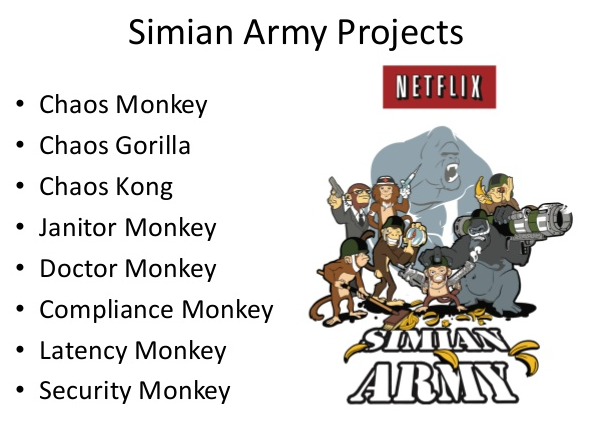 Simian Army Projects
NETFLIX
• Chaos Monkey
• Chaos Gorilla
• Chaos Kong
• Janitor Monkey
• Doctor Monkey
• Compliance Monkey
• Latency Monkey
• Security Monkey
SIMIAN
ARMY